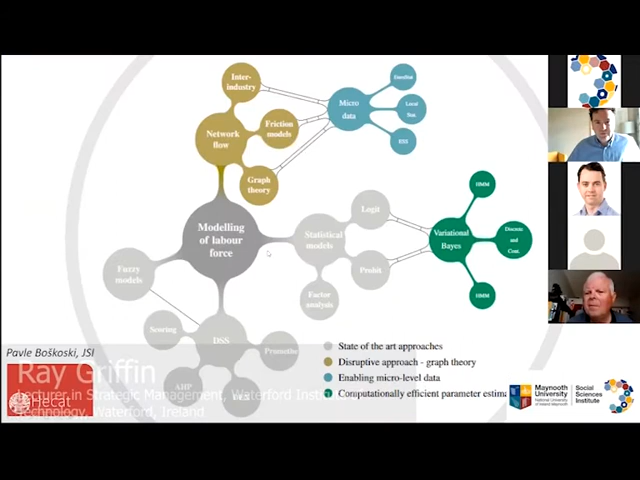 Inter-
industry
Network
flow
Friction
models
Graph
theory
Micro
data
Local
ESS
Modelling
of labour
force
Statistical
models
Logit
Probit
Factor
analysis
Variational
Bayes
HMM
Discrete
and
Cont.
HMM
Fuzzy
models
Scoring
DSS
Promethee
AHP
State of the art approaches
Disruptive approach - graph theory
Enabling micro-level data
Computationally efficient parameter estima
Pavle Boškoski, JSI
Ray Griffin
Lecturer in Strategic Management, Waterford Institute
Technology, Waterford, Ireland
Hecat
Maynooth
University
National University
of Ireland Maynooth
Social
Sciences
Institute